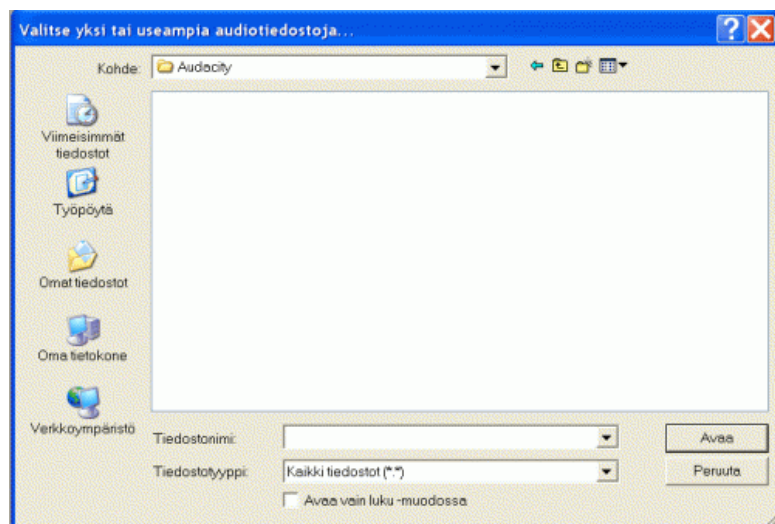 Valitse yksi tai useampia audiotiedostoja...
Kohde:
Audacity
Viimeisimmät
tiedostot
Työpöytä
Omat tiedostot
Oma tietokone
Verkkoympäristö
Tiedostonimi:
Avaa
Tiedostotyyppi:
Kaikki tiedostot (*.*)
Peruuta
Avaa vain luku -muodossa